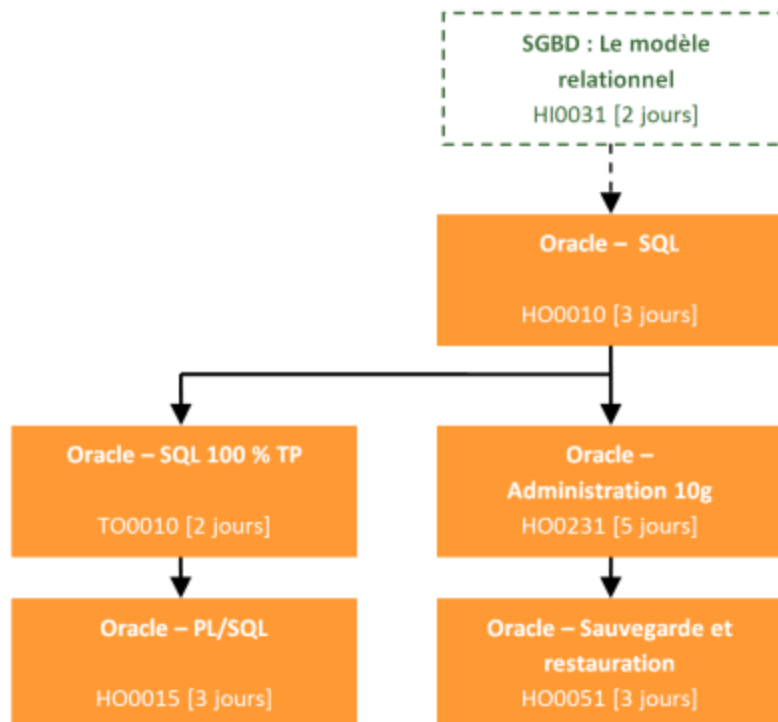 SGBD : Le modèle
relationnel
HI0031 [2 jours]
Oracle – SQL
HO0010 [3 jours]
Oracle – SQL 100 % TP
TO0010 [2 jours]
Oracle –
Administration 10g
HO0231 [5 jours]
Oracle – PL/SQL
HO0015 [3 jours]
Oracle – Sauvegarde et
restauration
HO0051 [3 jours]